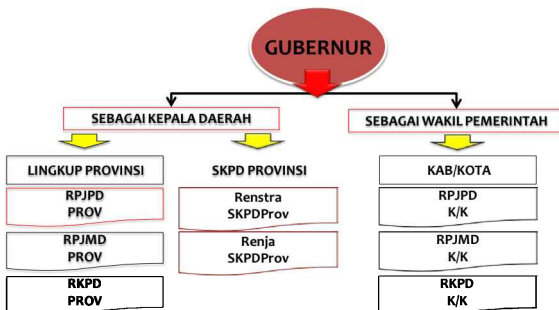 GUBERNUR
SEBAGAI KEPALA DAERAH
SEBAGAI WAKIL PEMERINTAH
LINGKUP PROVINSI
SKPD PROVINSI
KAB/KOTA
RPJPD
PROV
Renstra
SKPDProv
RPJPD
K/K
RPJMD
PROV
Renja
SKPDProv
RPJMD
K/K
RKPD
PROV
RKPD
K/K